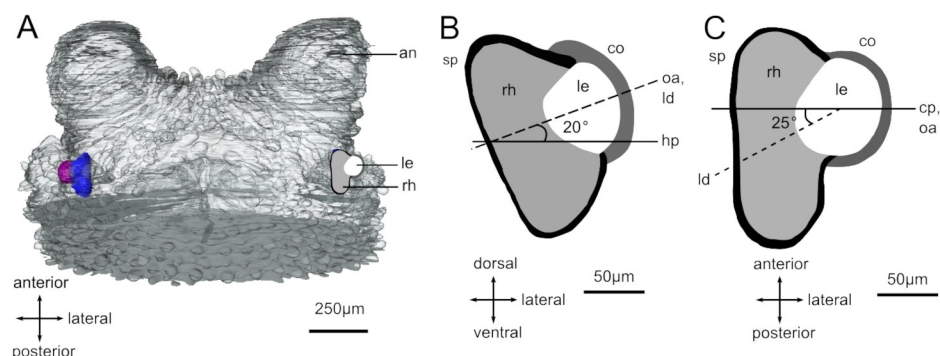 A
an
le
rh
anterior
lateral
posterior
250µm
B
sp
rh
le
co
oa,
ld
20°
hp
dorsal
lateral
ventral
50µm
C
sp
rh
le
co
cp,
oa
25°
ld
anterior
lateral
posterior
50µm